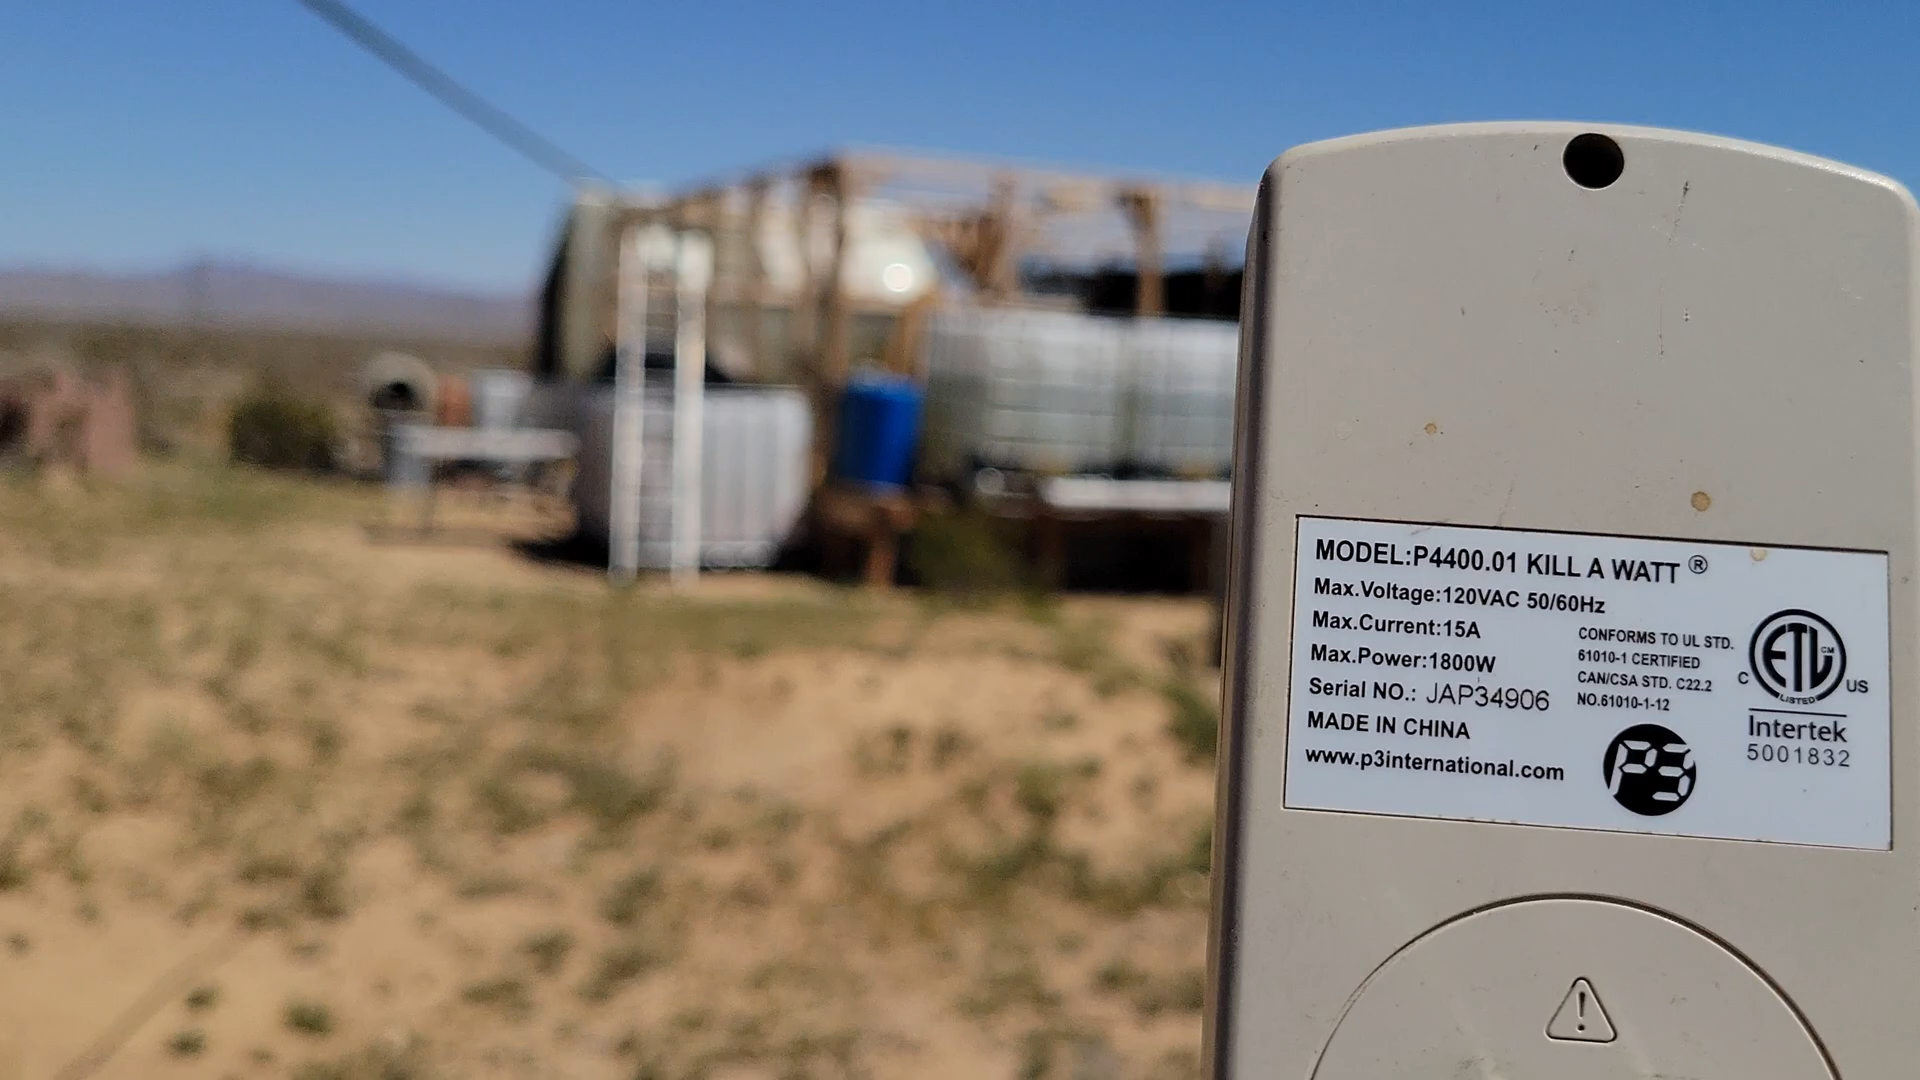 MODEL:P4400.01 KILL A WATT ®
Max.Voltage:120VAC 50/60Hz
Max.Current:15A
Max.Power:1800W
Serial NO.: JAP34906
MADE IN CHINA
www.p3international.com
CONFORMS TO UL STD.
61010-1 CERTIFIED
CAN/CSA STD. C22.2
NO.61010-1-12
P3
ETL CM
C US
LISTED
Intertek
5001832